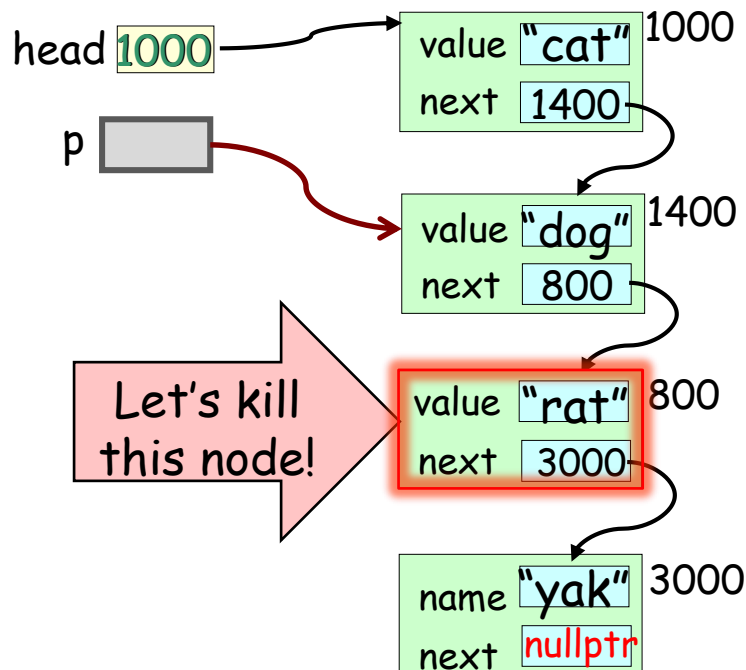 head 1000
value "cat" 1000
next 1400
p
value "dog" 1400
next 800
Let's kill
this node!
value "rat" 800
next 3000
name "yak" 3000
next nullptr